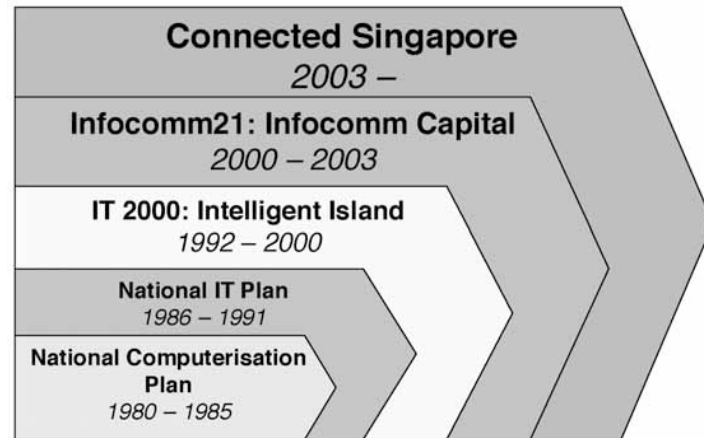 Connected Singapore
2003 –
Infocomm21: Infocomm Capital
2000 – 2003
IT 2000: Intelligent Island
1992 – 2000
National IT Plan
1986 – 1991
National Computerisation
Plan
1980 – 1985